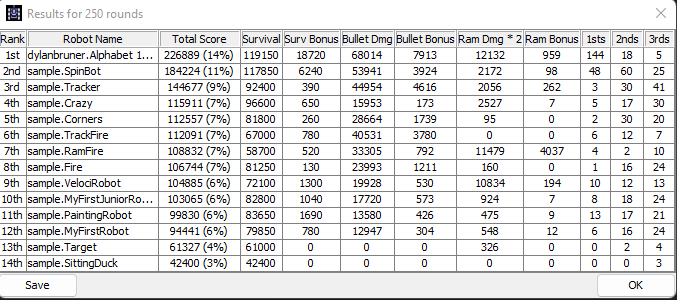 Results for 250 rounds
Rank Robot Name Total Score Survival Surv Bonus Bullet Dmg Bullet Bonus Ram Dmg * 2 Ram Bonus 1sts 2nds 3rds
1st dylanbruner.Alphabet 1... 226889 (14%) 119150 18720 68014 7913 12132 959 144 18 5
2nd sample.SpinBot 184224 (11%) 117850 6240 53941 3924 2172 98 48 60 25
3rd sample.Tracker 144677 (9%) 92400 390 44954 4616 2056 262 3 30 41
4th sample.Crazy 115911 (7%) 96600 650 15953 173 2527 7 5 17 30
5th sample.Corners 112557 (7%) 81800 260 28664 1739 95 0 2 30 20
6th sample.TrackFire 112091 (7%) 67000 780 40531 3780 0 0 6 12 7
7th sample.RamFire 108832 (7%) 58700 520 33305 792 11479 4037 4 2 10
8th sample.Fire 106744 (7%) 81250 130 23993 1211 160 0 1 16 24
9th sample.VelociRobot 104885 (6%) 72100 1300 19928 530 10834 194 10 12 13
10th sample.MyFirstJuniorRo... 103065 (6%) 82800 1040 17720 573 924 7 8 18 24
11th sample.PaintingRobot 99830 (6%) 83650 1690 13580 426 475 9 13 17 21
12th sample.MyFirstRobot 94441 (6%) 79850 780 12947 304 548 12 6 16 24
13th sample.Target 61327 (4%) 61000 0 0 0 326 0 0 2 4
14th sample.SittingDuck 42400 (3%) 42400 0 0 0 0 0 0 0 3
Save OK